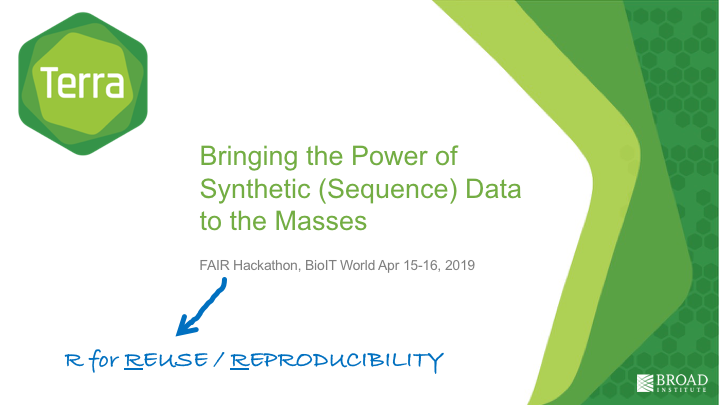 Terra
Bringing the Power of
Synthetic (Sequence) Data
to the Masses
FAIR Hackathon, BioIT World Apr 15-16, 2019
R for REUSE / REPRODUCIBILITY
BROAD
INSTITUTE